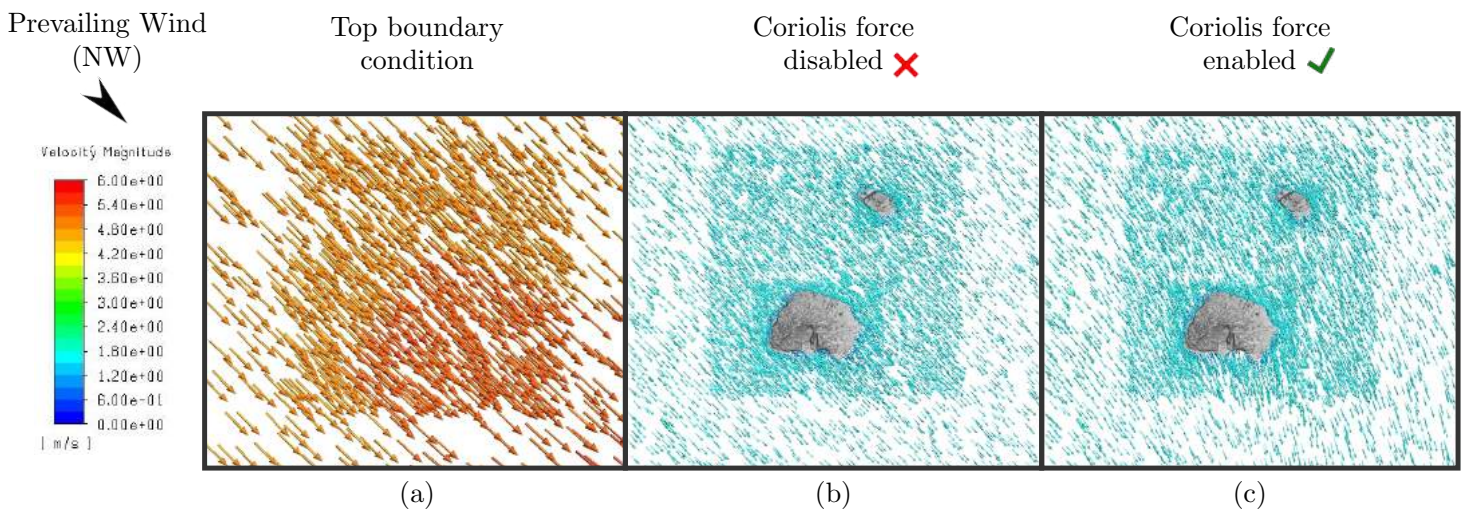 Prevailing Wind
(NW)
Top boundary
condition
Coriolis force
disabled
Coriolis force
enabled
Velocity Magnitude
6.00e+00
5.40e+00
4.80e+00
4.20e+00
3.60e+00
3.00e+00
2.40e+00
1.80e+00
1.20e+00
6.00e-01
0.00e+00
[ m/s ]
(a)
(b)
(c)